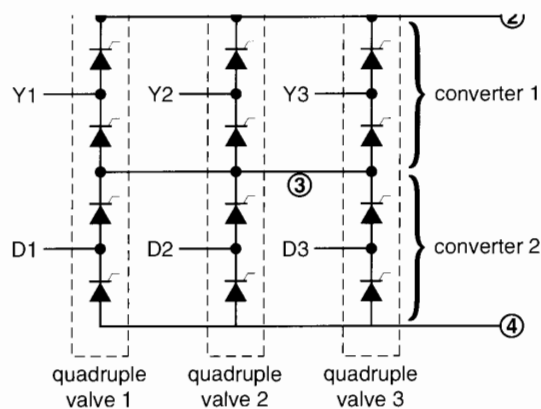 ②
Y1
Y2
Y3
converter 1
③
D1
D2
D3
converter 2
④
quadruple
valve 1
quadruple
valve 2
quadruple
valve 3